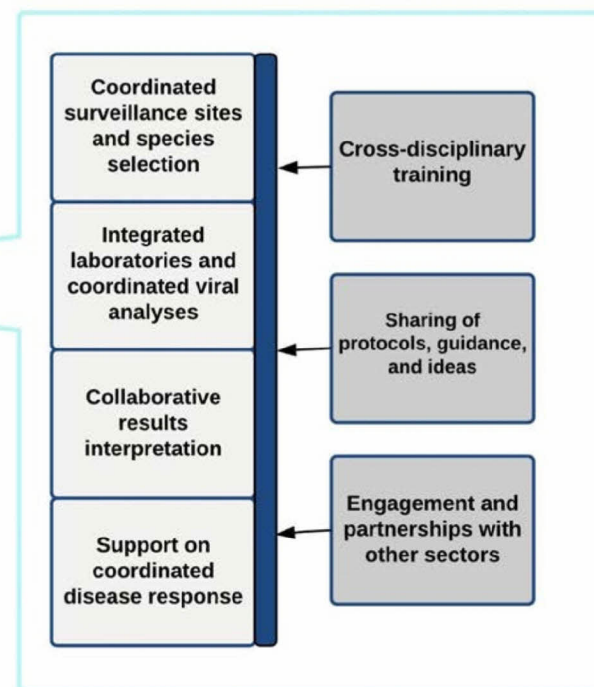 Coordinated
surveillance sites
and species
selection
Integrated
laboratories and
coordinated viral
analyses
Collaborative
results
interpretation
Support on
coordinated
disease response
Cross-disciplinary
training
Sharing of
protocols, guidance,
and ideas
Engagement and
partnerships with
other sectors